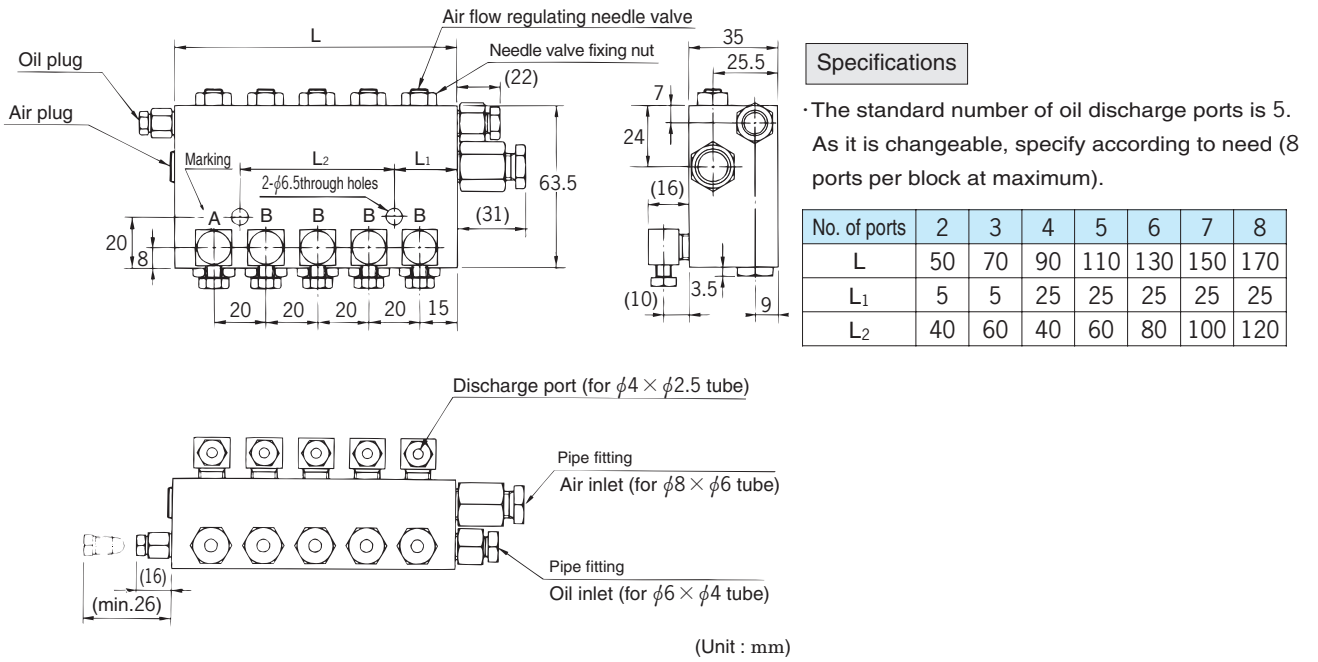 Air flow regulating needle valve
L
Needle valve fixing nut
Oil plug
(22)
Air plug
Marking
L2
L1
2-φ6.5through holes
63.5
A B B B B
(31)
20
8
20 20 20 20 15
35
25.5
7
24
(16)
(10)
3.5
9
Specifications
·The standard number of oil discharge ports is 5.
As it is changeable, specify according to need (8
ports per block at maximum).
No. of ports 2 3 4 5 6 7 8
L 50 70 90 110 130 150 170
L1 5 5 25 25 25 25 25
L2 40 60 40 60 80 100 120
Discharge port (for φ4×φ2.5 tube)
Pipe fitting
Air inlet (for φ8×φ6 tube)
Pipe fitting
Oil inlet (for φ6×φ4 tube)
(16)
(min.26)
(Unit : mm)